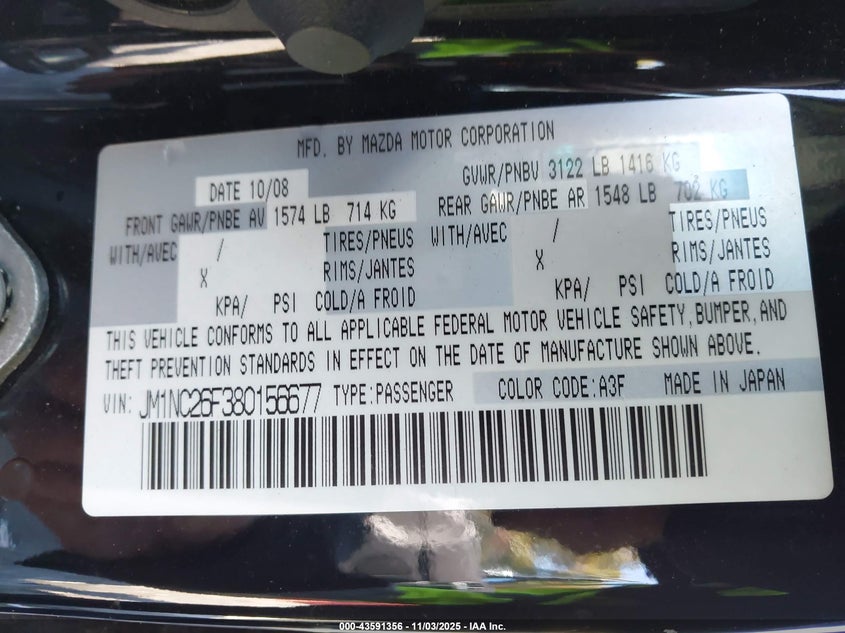 MFD. BY MAZDA MOTOR CORPORATION
DATE 10/08 GVWR/PNBV 3122 LB 1416 KG
FRONT GAWR/PNBE AV 1574 LB 714 KG REAR GAWR/PNBE AR 1548 LB 702 KG
WITH/AVEC / TIRES/PNEUS WITH/AVEC / TIRES/PNEUS
X RIMS/JANTES X RIMS/JANTES
KPA/ PSI COLD/A FROID KPA/ PSI COLD/A FROID
THIS VEHICLE CONFORMS TO ALL APPLICABLE FEDERAL MOTOR VEHICLE SAFETY, BUMPER, AND
THEFT PREVENTION STANDARDS IN EFFECT ON THE DATE OF MANUFACTURE SHOWN ABOVE.
VIN: JM1NC26F380156677 TYPE:PASSENGER COLOR CODE:A3F MADE IN JAPAN
000-43591356 - 11/03/2025 - IAA Inc.